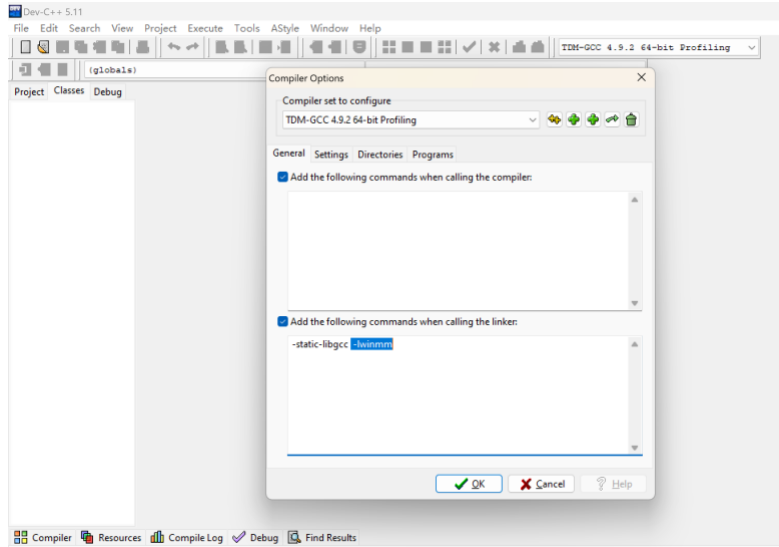 Dev-C++ 5.11
File Edit Search View Project Execute Tools AStyle Window Help
TDM-GCC 4.9.2 64-bit Profiling
(globals)
Project Classes Debug
Compiler Options
Compiler set to configure
TDM-GCC 4.9.2 64-bit Profiling
General Settings Directories Programs
Add the following commands when calling the compiler:
Add the following commands when calling the linker:
-static-libgcc -lwinmm
OK Cancel Help
Compiler Resources Compile Log Debug Find Results